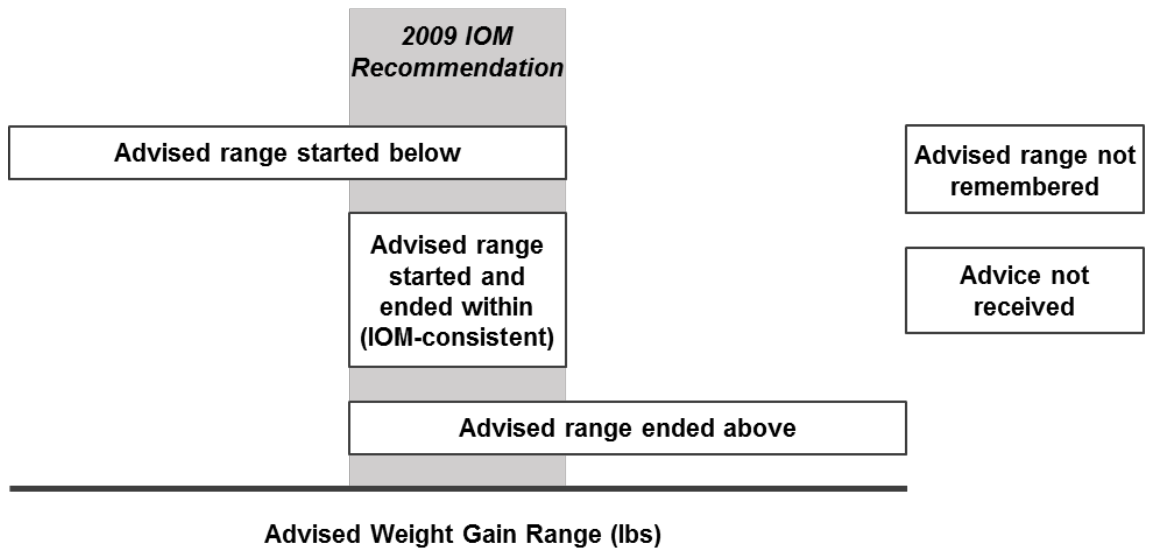 2009 IOM
Recommendation
Advised range started below
Advised range not
remembered
Advised range
started and
ended within
(IOM-consistent)
Advice not
received
Advised range ended above
Advised Weight Gain Range (lbs)